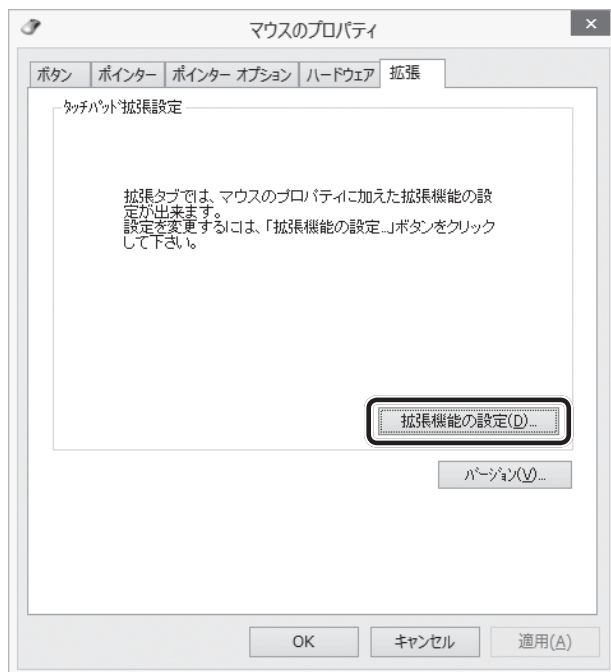 マウスのプロパティ
×
ボタン ポインター ポインター オプション ハードウェア 拡張
タッチパッド拡張設定
拡張タブでは、マウスのプロパティに加えた拡張機能の設
定が出来ます。
設定を変更するには、「拡張機能の設定...」ボタンをクリック
して下さい。
拡張機能の設定(D)...
バージョン(V)...
OK キャンセル 適用(A)